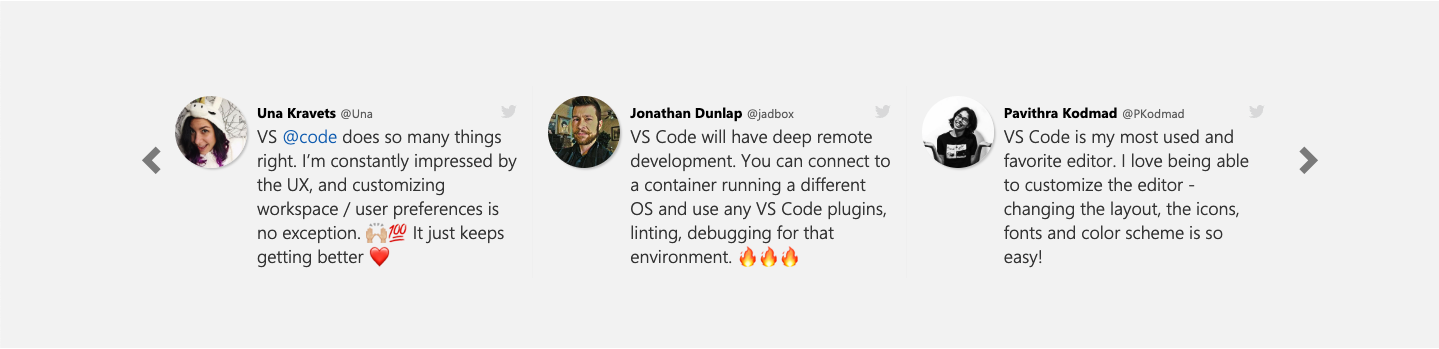 Una Kravets @Una
VS @code does so many things
right. I’m constantly impressed by
the UX, and customizing
workspace / user preferences is
no exception. 🙌🏼💯 It just keeps
getting better ❤️
Jonathan Dunlap @jadbox
VS Code will have deep remote
development. You can connect to
a container running a different
OS and use any VS Code plugins,
linting, debugging for that
environment. 🔥🔥🔥
Pavithra Kodmad @PKodmad
VS Code is my most used and
favorite editor. I love being able
to customize the editor -
changing the layout, the icons,
fonts and color scheme is so
easy!